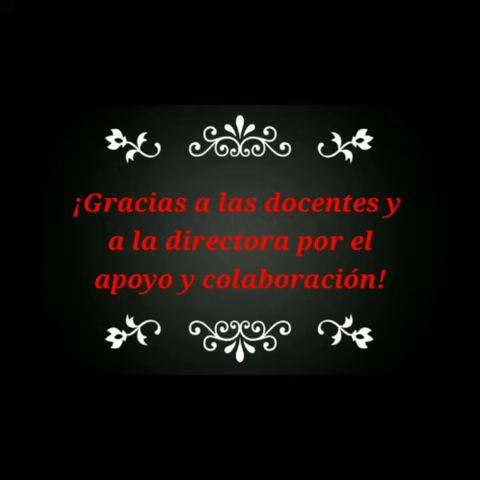 ¡Gracias a las docentes y
a la directora por el
apoyo y colaboración!